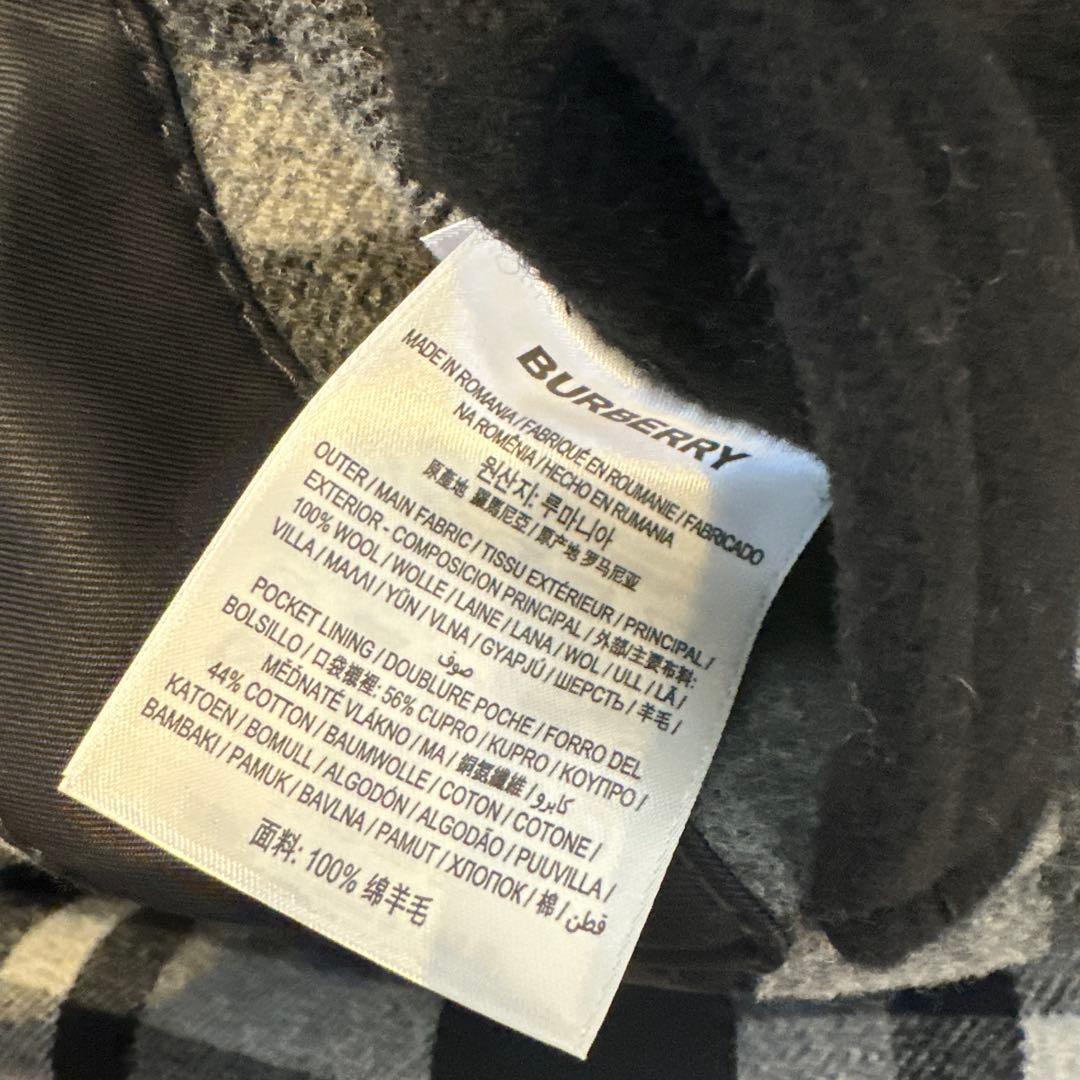 BURBERRY
MADE IN ROMANIA / FABRIQUÉ EN ROUMANIE / FABRICADO
NA ROMÊNIA / HECHO EN RUMANIA
원산지: 루마니아
原產地 羅馬尼亞 / 原产地 罗马尼亚
OUTER / MAIN FABRIC / TISSU EXTÉRIEUR / PRINCIPAL /
EXTERIOR - COMPOSICION PRINCIPAL / 外部/主要布料:
100% WOOL / WOLLE / LAINE / LANA / WOL / ULL / LÃ /
VILLA / ΜΑΛΛΙ / YÜN / VLNA / GYAPJÚ / ШЕРСТЬ / 羊毛 /
صوف
POCKET LINING / DOUBLURE POCHE / FORRO DEL
BOLSILLO / 口袋裡裡: 56% CUPRO / KUPRO / ΚΟΥΠΡΟ /
MĚĎNATÉ VLÁKNO / МА / 銅氨纖維 / كابرو
44% COTTON / BAUMWOLLE / COTON / COTONE /
KATOEN / BOMULL / ALGODÓN / ALGODÃO / PUUVILLA /
BAMBAKI / PAMUK / BAVLNA / PAMUT / ХЛОПОК / 棉 / قطن
面料: 100% 绵羊毛